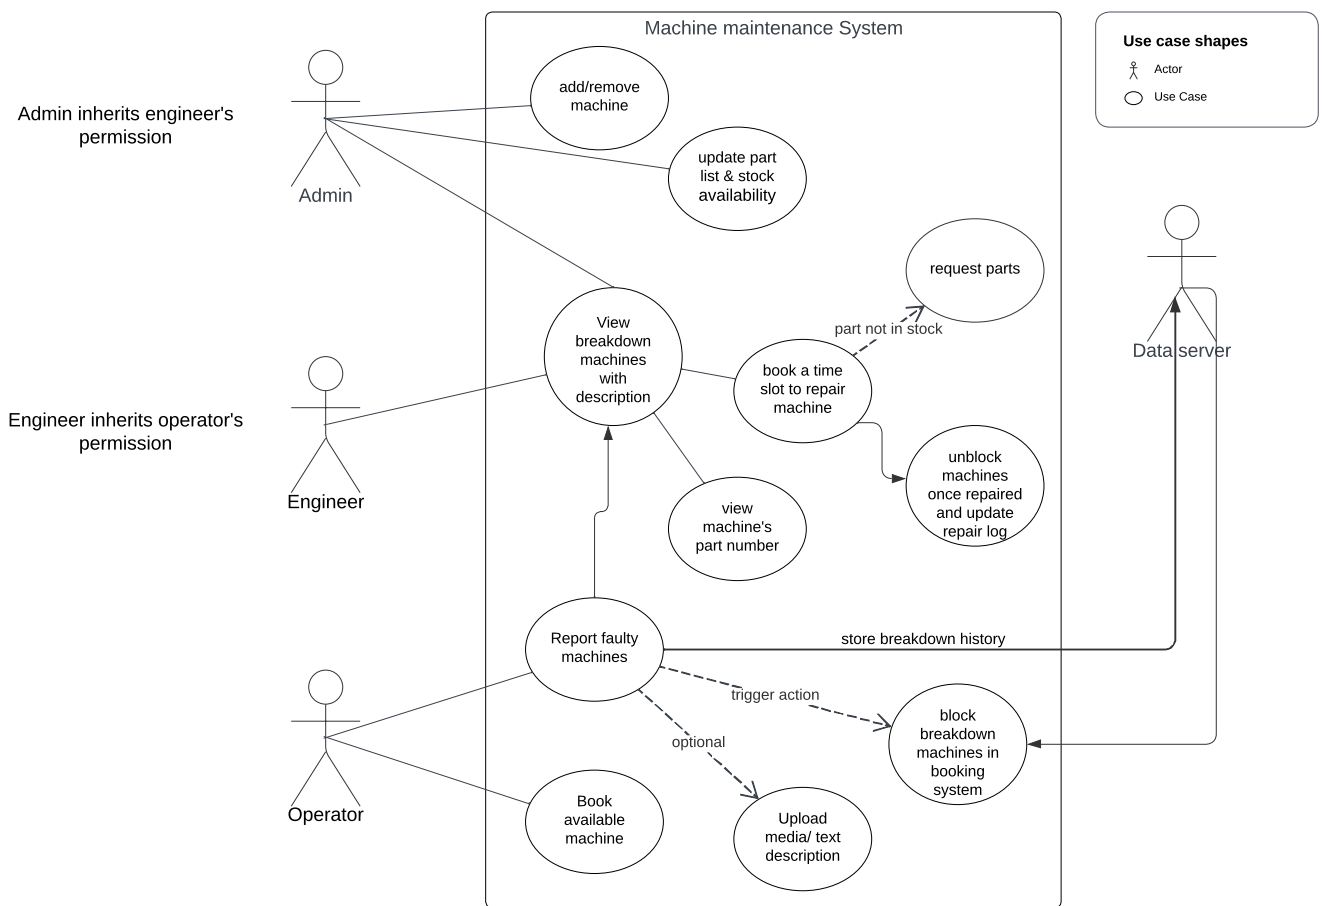 Machine maintenance System
Use case shapes
Actor
Use Case
add/remove
machine
Admin inherits engineer's
permission
Admin
update part
list & stock
availability
request parts
part not in stock
Data server
View
breakdown
machines
with
description
book a time
slot to repair
machine
Engineer inherits operator's
permission
Engineer
unblock
machines
once repaired
and update
repair log
view
machine's
part number
Report faulty
machines
store breakdown history
trigger action
optional
block
breakdown
machines in
booking
system
Operator
Book
available
machine
Upload
media/ text
description